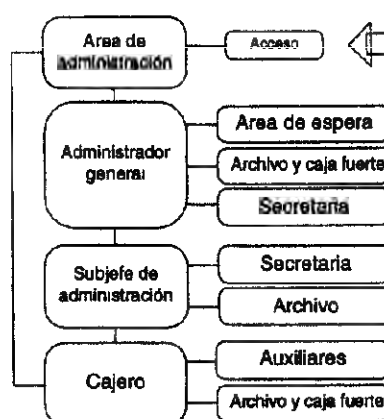 Area de
administración
Acceso
Administrador
general
Area de espera
Archivo y caja fuerte
Secretaria
Subjefe de
administración
Secretaria
Archivo
Cajero
Auxiliares
Archivo y caja fuerte